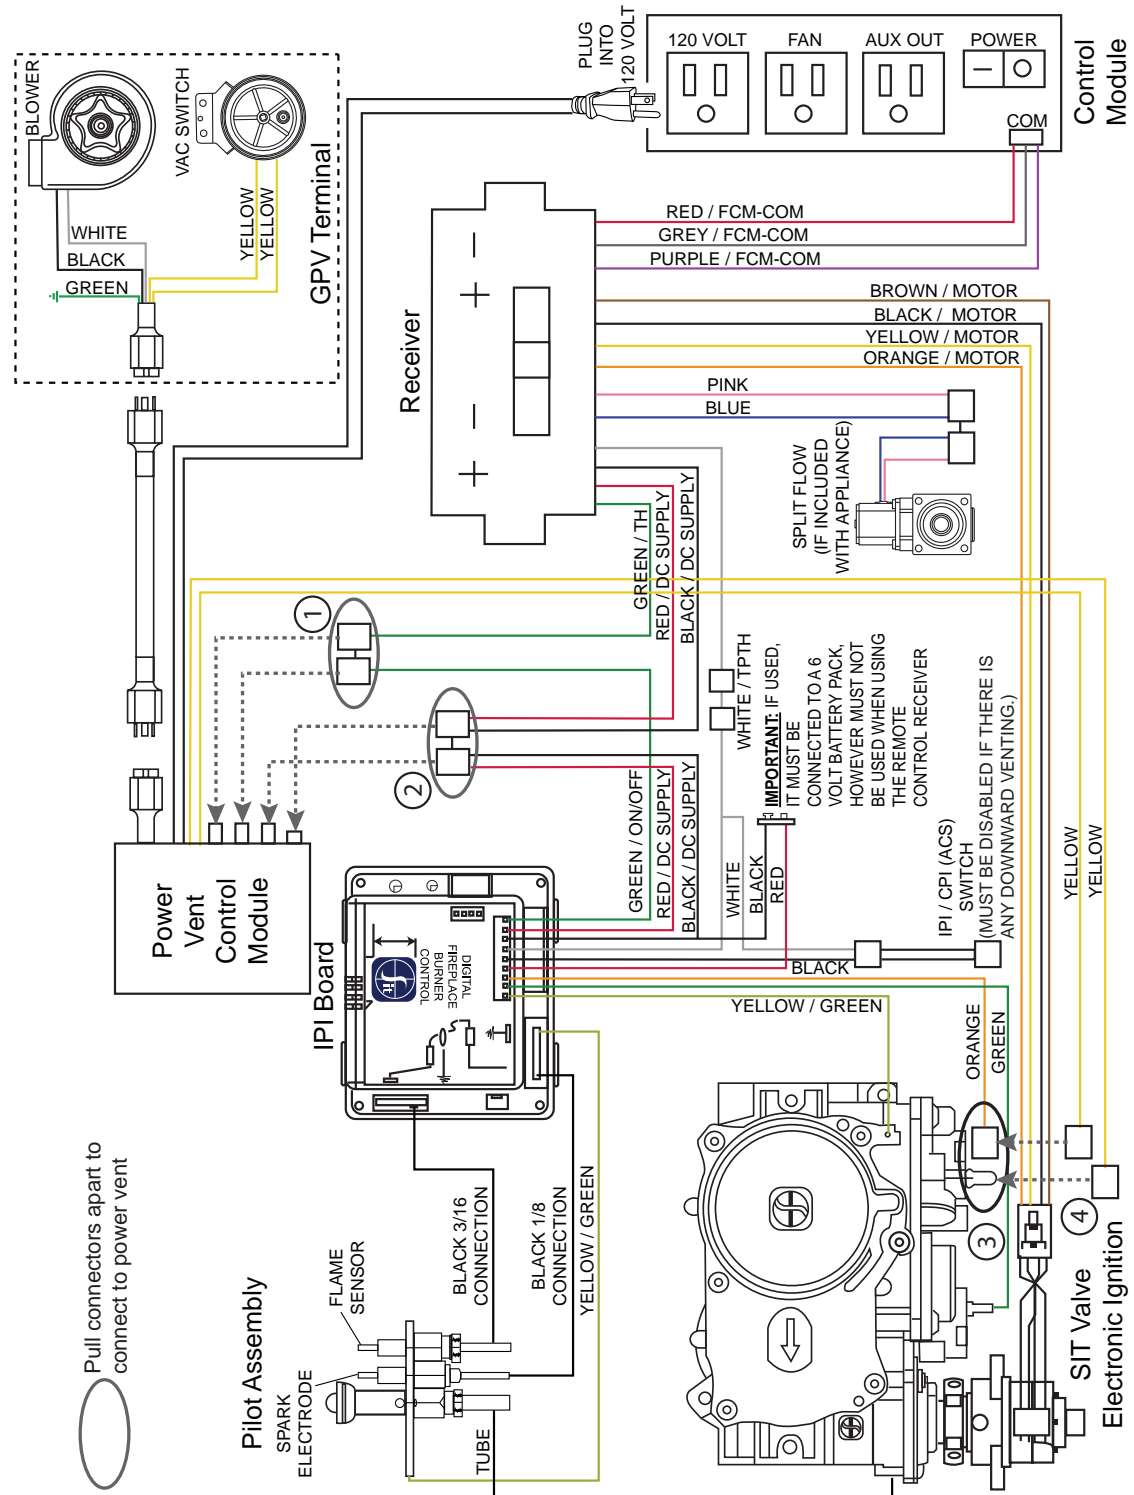 BLOWER
VAC SWITCH
WHITE
BLACK
GREEN
YELLOW
YELLOW
GPV Terminal
PLUG
INTO
120 VOLT
120 VOLT
FAN
AUX OUT
POWER
COM
Control
Module
Receiver
RED / FCM-COM
GREY / FCM-COM
PURPLE / FCM-COM
BROWN / MOTOR
BLACK / MOTOR
YELLOW / MOTOR
ORANGE / MOTOR
PINK
BLUE
SPLIT FLOW
(IF INCLUDED
WITH APPLIANCE)
GREEN / TH
RED / DC SUPPLY
BLACK / DC SUPPLY
1
2
WHITE / TPTH
IMPORTANT: IF USED,
IT MUST BE
CONNECTED TO A 6
VOLT BATTERY PACK,
HOWEVER MUST NOT
BE USED WHEN USING
THE REMOTE
CONTROL RECEIVER
Power
Vent
Control
Module
GREEN / ON/OFF
RED / DC SUPPLY
BLACK / DC SUPPLY
WHITE
BLACK
RED
IPI / CPI (ACS)
SWITCH
(MUST BE DISABLED IF THERE IS
ANY DOWNWARD VENTING.)
YELLOW
YELLOW
IPI Board
DIGITAL
FIREPLACE
BURNER
CONTROL
Sit
BLACK
YELLOW / GREEN
ORANGE
GREEN
3
4
Pull connectors apart to
connect to power vent
Pilot Assembly
FLAME
SENSOR
SPARK
ELECTRODE
TUBE
BLACK 3/16
CONNECTION
BLACK 1/8
CONNECTION
YELLOW / GREEN
SIT Valve
Electronic Ignition